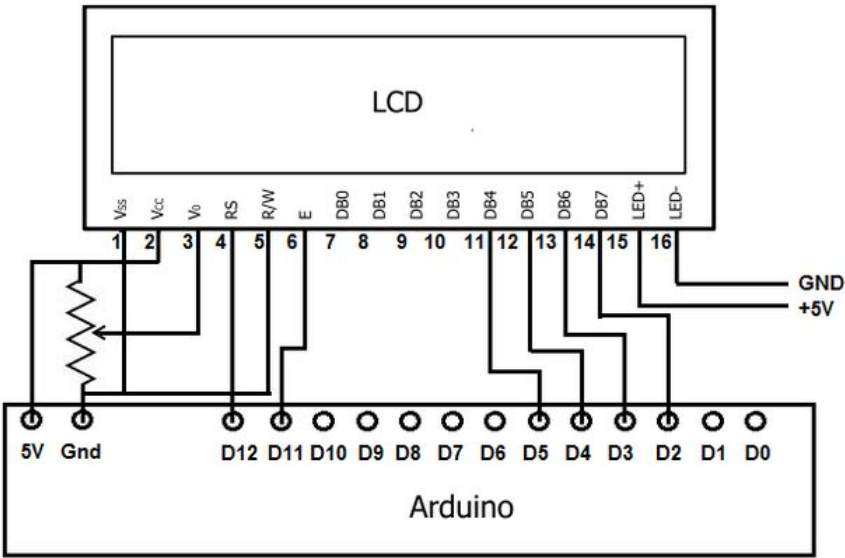 LCD
Vss Vcc V0 RS R/W E DB0 DB1 DB2 DB3 DB4 DB5 DB6 DB7 LED+ LED-
1 2 3 4 5 6 7 8 9 10 11 12 13 14 15 16
GND
+5V
5V Gnd D12 D11 D10 D9 D8 D7 D6 D5 D4 D3 D2 D1 D0
Arduino